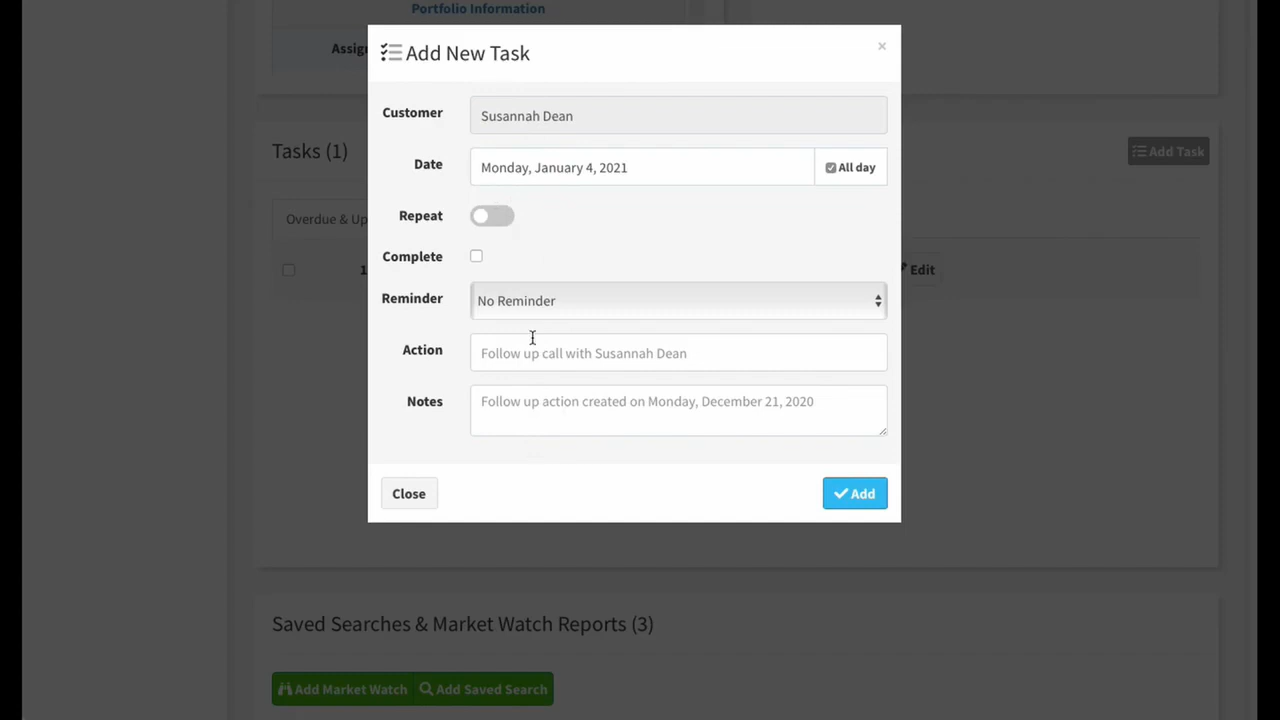 Portfolio Information
Assig
Add New Task
×
Customer
Susannah Dean
Date
Monday, January 4, 2021
All day
Repeat
Complete
Reminder
No Reminder
Action
Follow up call with Susannah Dean
Notes
Follow up action created on Monday, December 21, 2020
Close
Add
Tasks (1)
Add Task
Overdue & Up
1
Edit
Saved Searches & Market Watch Reports (3)
Add Market Watch
Add Saved Search